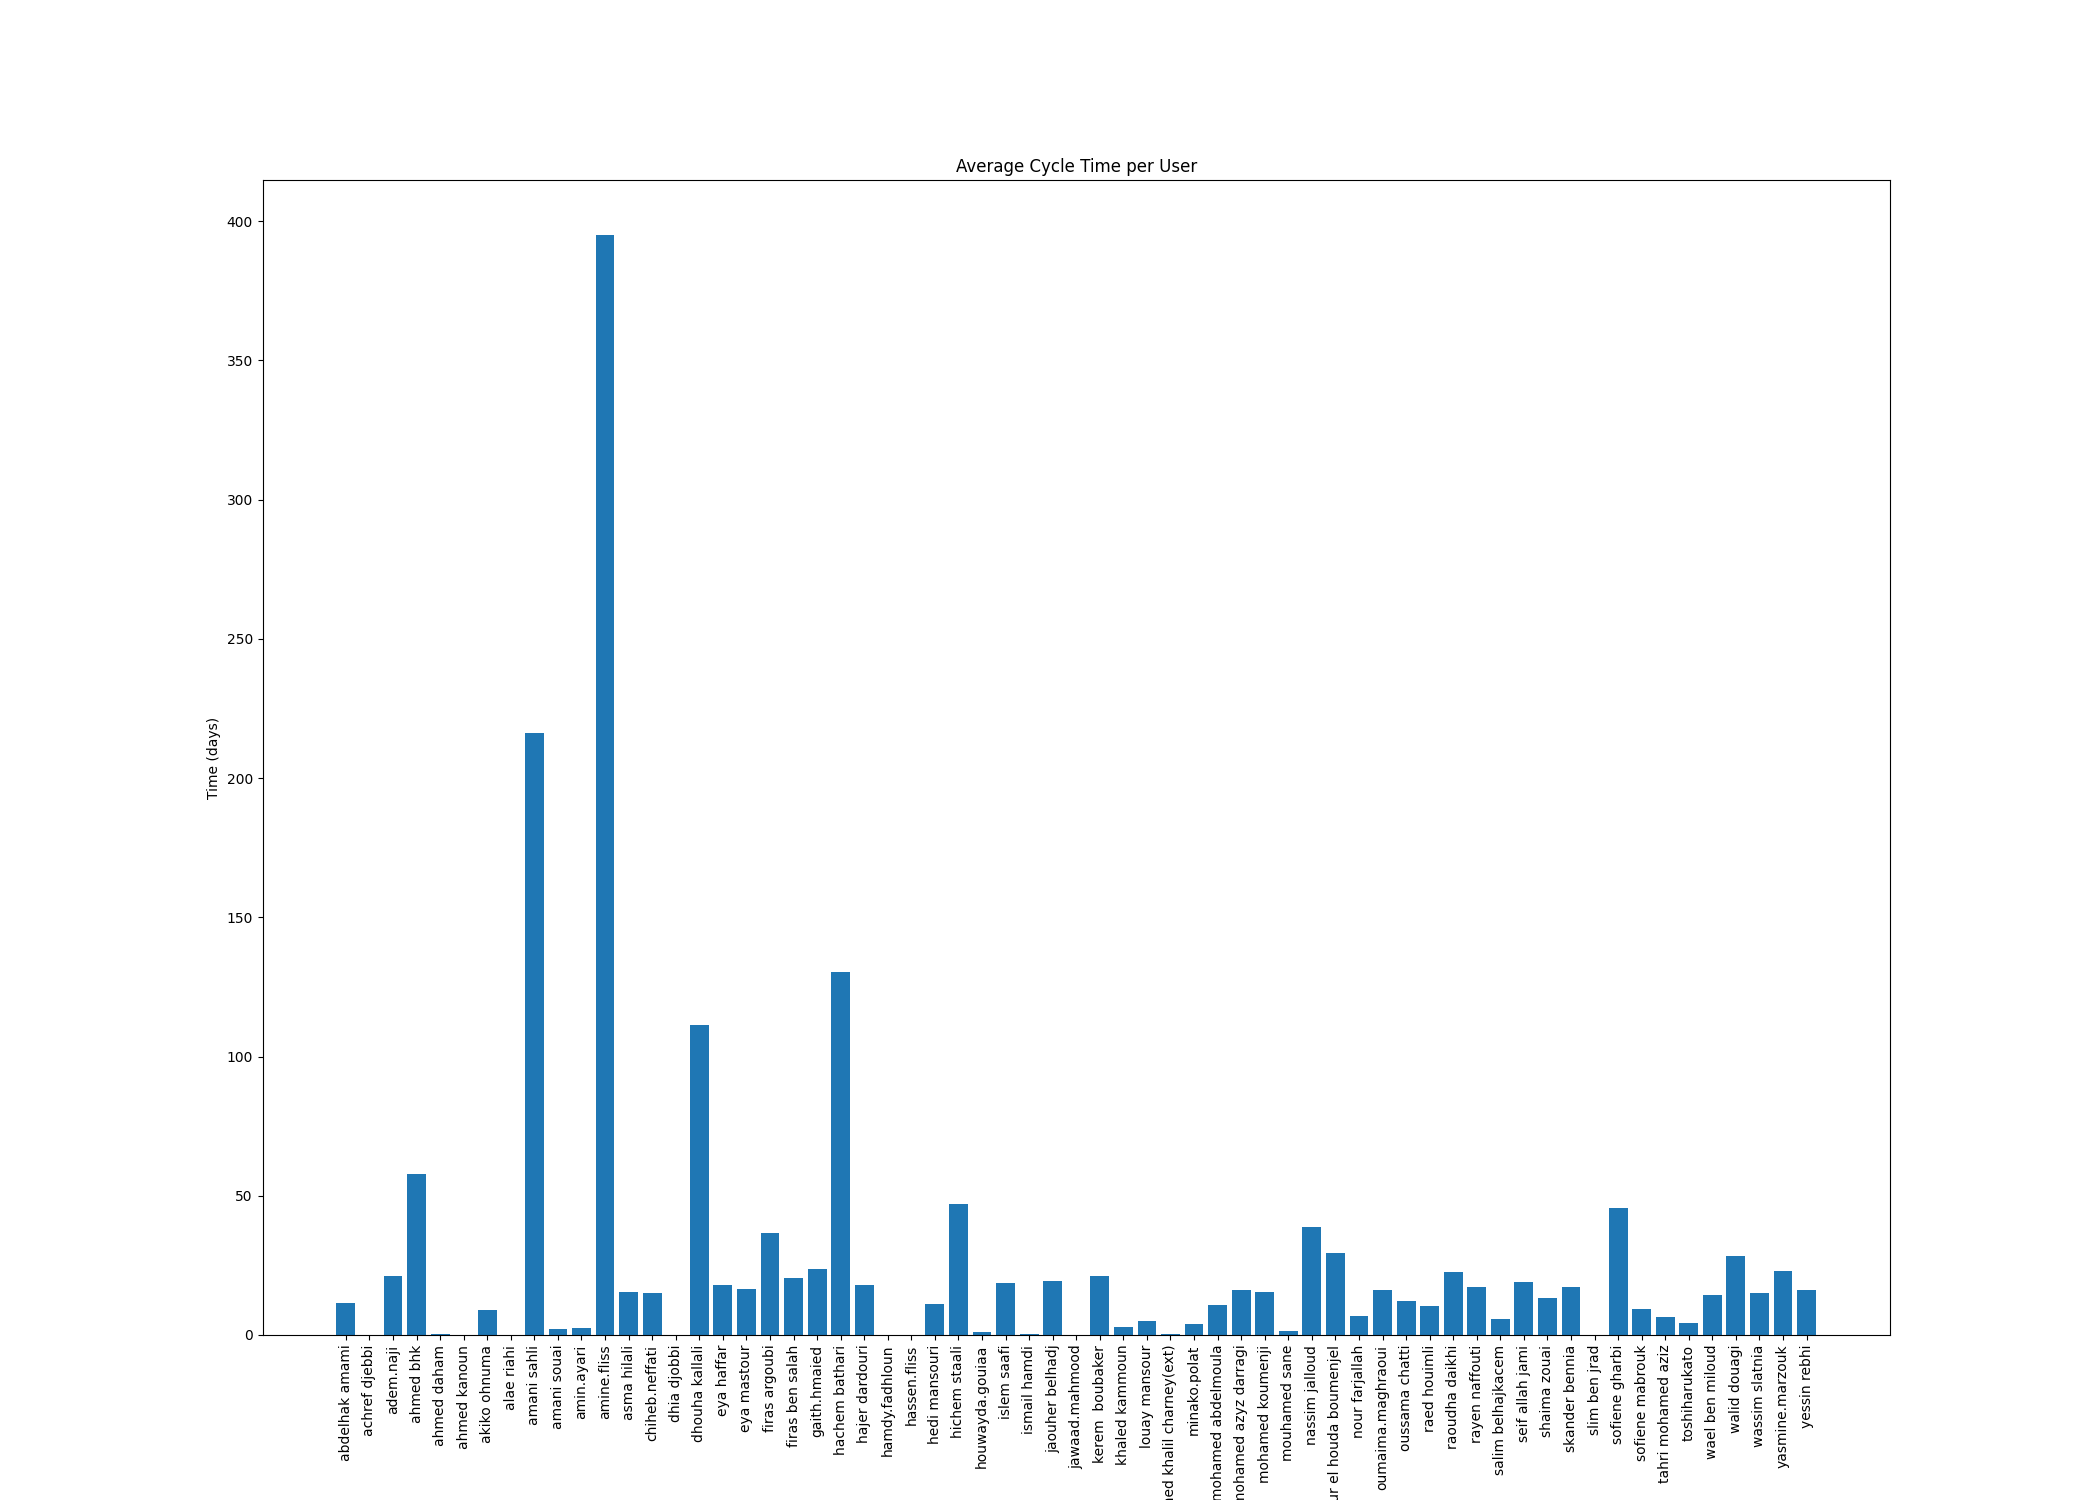 Average Cycle Time per User
400
350
300
250
200
150
100
50
0
Time (days)
abdelhak amami
achref djebbi
adem.naji
ahmed bhk
ahmed daham
ahmed kanoun
akiko ohnuma
alae riahi
amani sahli
amani souai
amin.ayari
amine.fliss
asma hilali
chiheb.neffati
dhia djobbi
dhouha kallali
eya haffar
eya mastour
firas argoubi
firas ben salah
gaith.hmaied
hachem bathari
hajer dardouri
hamdy.fadhloun
hassen.fliss
hedi mansouri
hichem staali
houwayda.gouiaa
islem saafi
ismail hamdi
jaouher belhadj
jawaad.mahmood
kerem  boubaker
khaled kammoun
louay mansour
ned khalil charney(ext)
minako.polat
mohamed abdelmoula
mohamed azyz darragi
mohamed koumenji
mouhamed sane
nassim jalloud
ur el houda boumenjel
nour farjallah
oumaima.maghraoui
oussama chatti
raed houimli
raoudha daikhi
rayen naffouti
salim belhajkacem
seif allah jami
shaima zouai
skander bennia
slim ben jrad
sofiene gharbi
sofiene mabrouk
tahri mohamed aziz
toshiharukato
wael ben miloud
walid douagi
wassim slatnia
yasmine.marzouk
yessin rebhi